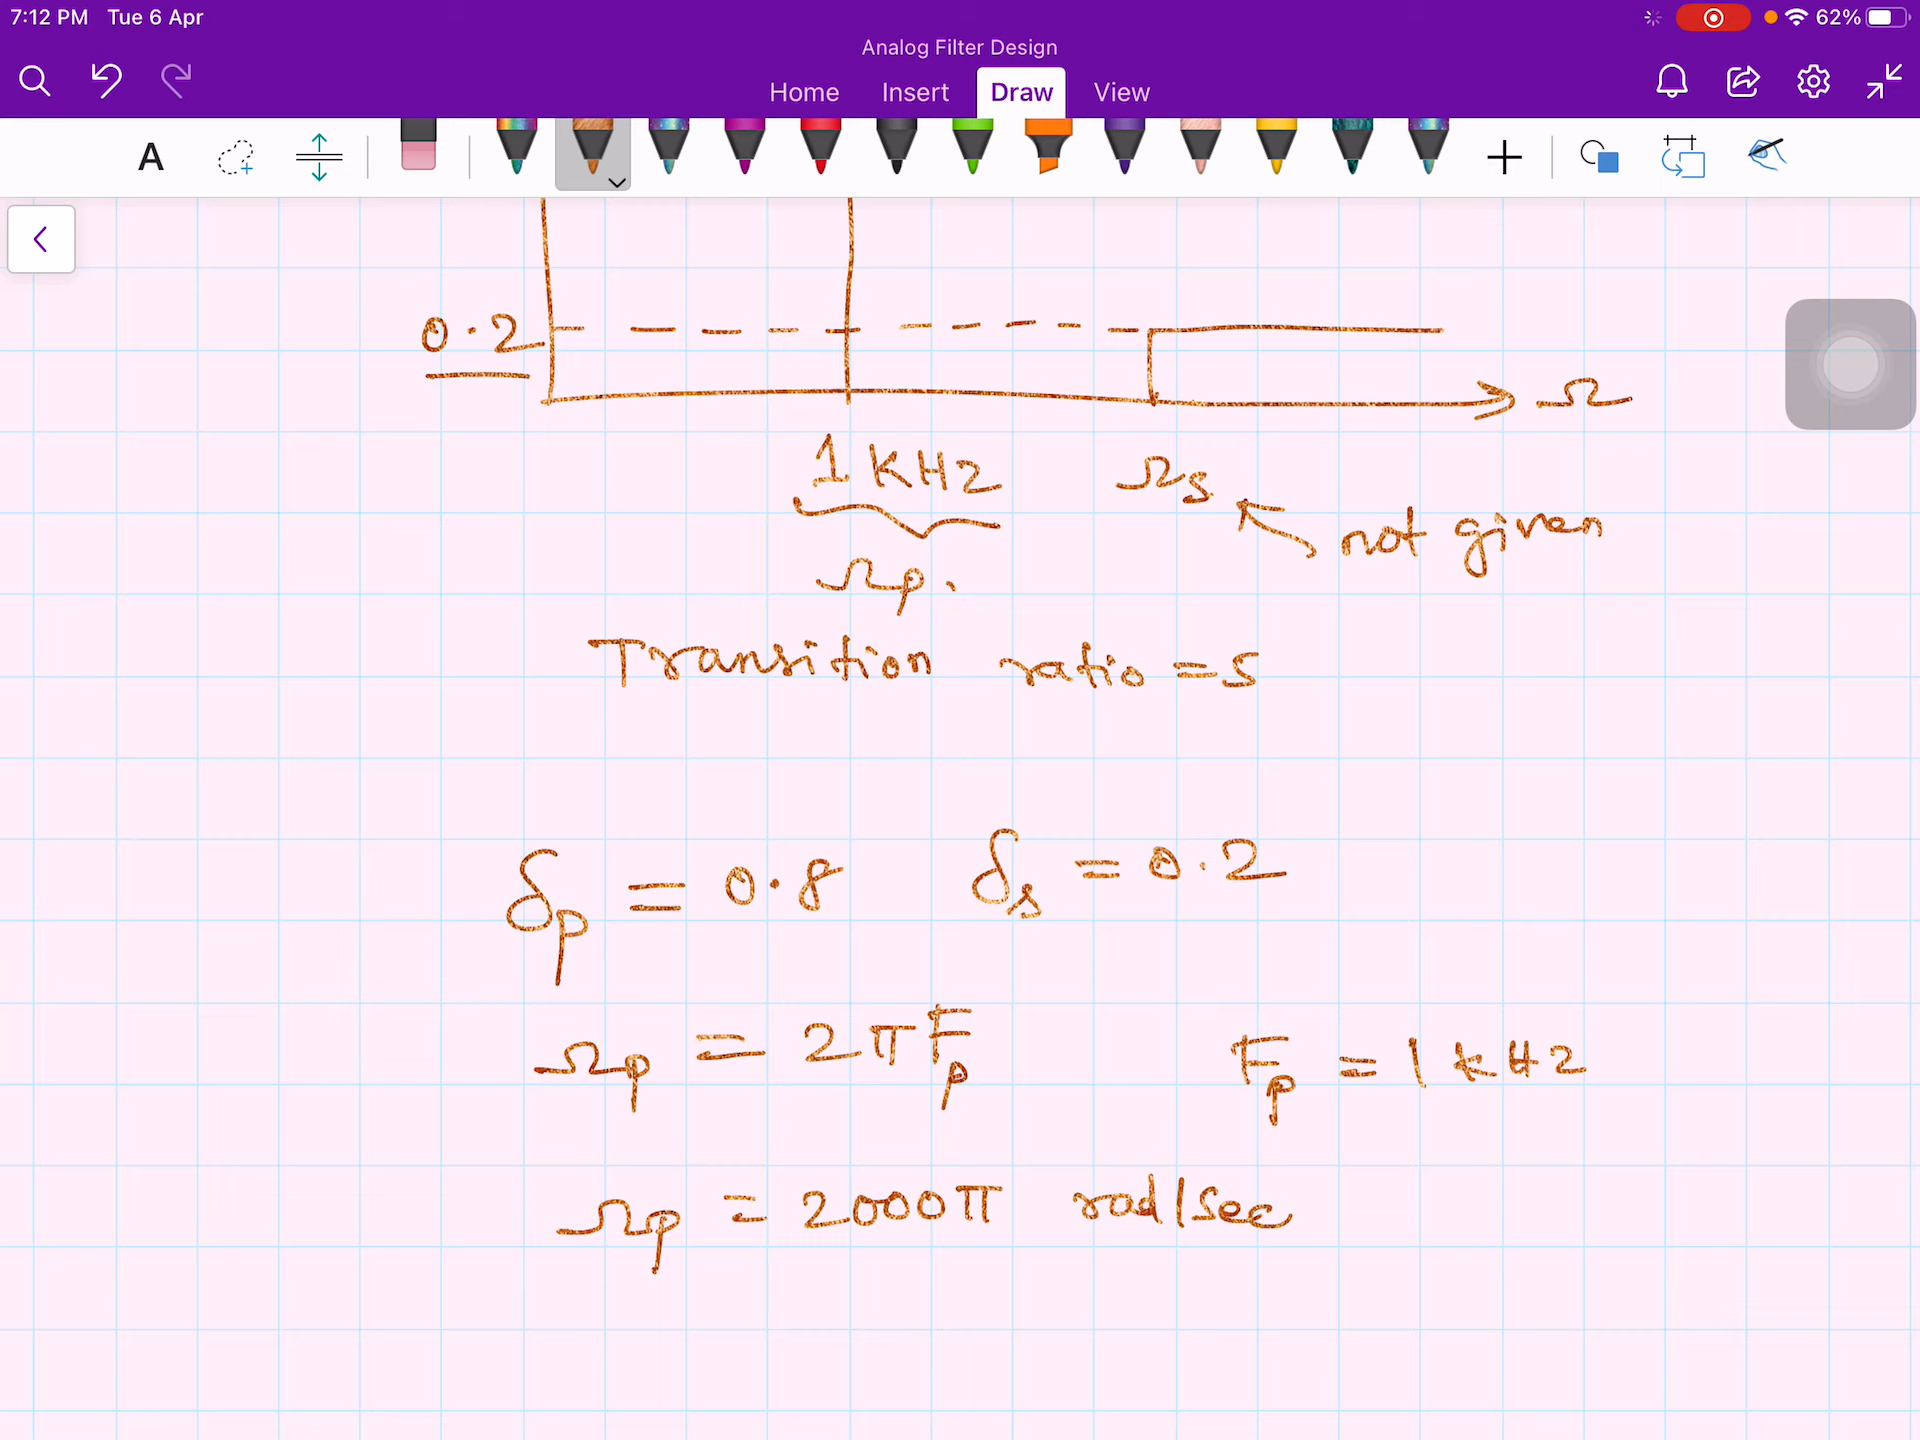 7:12 PM Tue 6 Apr
62%
Analog Filter Design
Home Insert Draw View
A
0.2
Ω
1 KHz
Ωs
not given
Ωp.
Transition ratio = 5
δp = 0.8 δs = 0.2
Ωp = 2πFp Fp = 1 kHz
Ωp = 2000π rad/sec